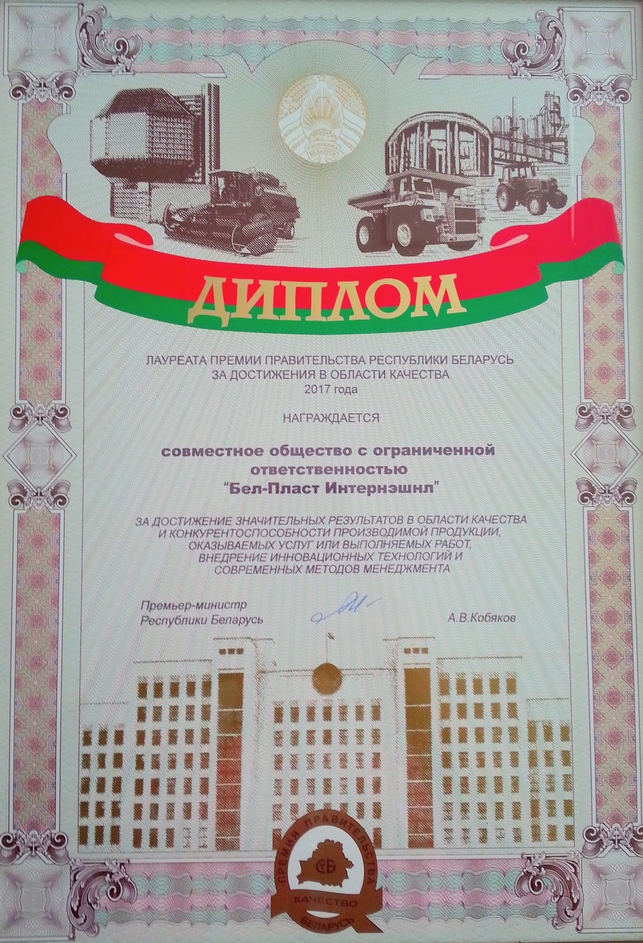 ДИПЛОМ
ЛАУРЕАТА ПРЕМИИ ПРАВИТЕЛЬСТВА РЕСПУБЛИКИ БЕЛАРУСЬ
ЗА ДОСТИЖЕНИЯ В ОБЛАСТИ КАЧЕСТВА
2017 года
НАГРАЖДАЕТСЯ
совместное общество с ограниченной
ответственностью
"Бел-Пласт Интернэшнл"
ЗА ДОСТИЖЕНИЕ ЗНАЧИТЕЛЬНЫХ РЕЗУЛЬТАТОВ В ОБЛАСТИ КАЧЕСТВА
И КОНКУРЕНТОСПОСОБНОСТИ ПРОИЗВОДИМОЙ ПРОДУКЦИИ,
ОКАЗЫВАЕМЫХ УСЛУГ ИЛИ ВЫПОЛНЯЕМЫХ РАБОТ,
ВНЕДРЕНИЕ ИННОВАЦИОННЫХ ТЕХНОЛОГИЙ И
СОВРЕМЕННЫХ МЕТОДОВ МЕНЕДЖМЕНТА
Премьер-министр
Республики Беларусь А.В.Кобяков
ПРЕМИЯ ПРАВИТЕЛЬСТВА
КАЧЕСТВО
БЕЛАРУСЬ